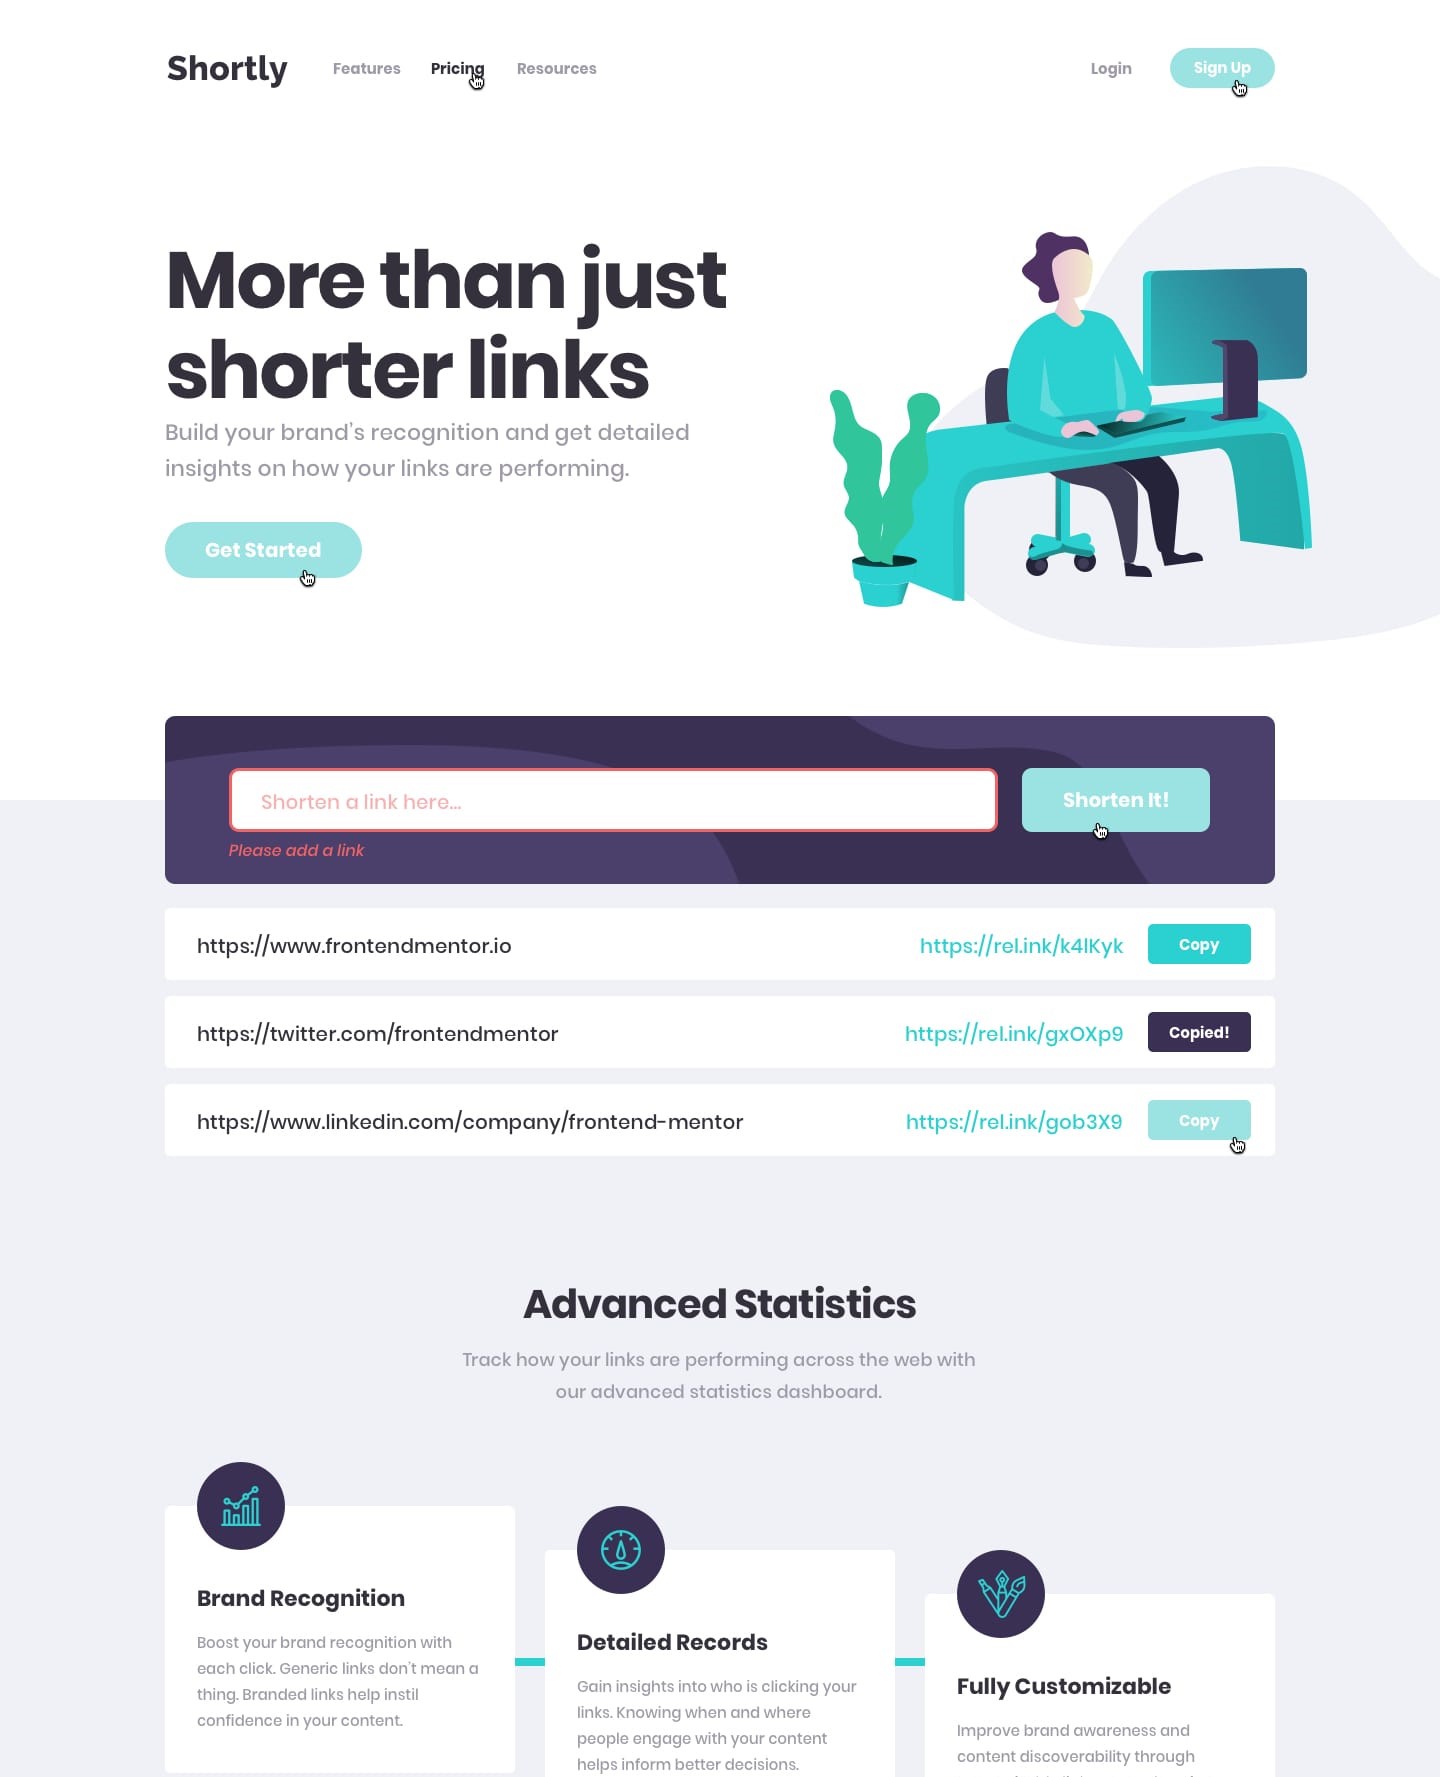 Shortly
Features
Pricing
Resources
Login
Sign Up
More than just
shorter links
Build your brand's recognition and get detailed
insights on how your links are performing.
Get Started
Shorten a link here...
Shorten It!
Please add a link
https://www.frontendmentor.io
https://rel.ink/k4lKyk
Copy
https://twitter.com/frontendmentor
https://rel.ink/gxOXp9
Copied!
https://www.linkedin.com/company/frontend-mentor
https://rel.ink/gob3X9
Copy
Advanced Statistics
Track how your links are performing across the web with
our advanced statistics dashboard.
Brand Recognition
Boost your brand recognition with
each click. Generic links don't mean a
thing. Branded links help instil
confidence in your content.
Detailed Records
Gain insights into who is clicking your
links. Knowing when and where
people engage with your content
helps inform better decisions.
Fully Customizable
Improve brand awareness and
content discoverability through